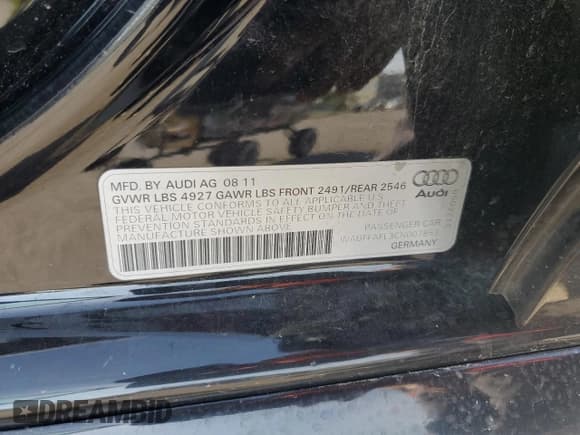 MFD. BY AUDI AG 08 11
GVWR LBS 4927 GAWR LBS FRONT 2491/REAR 2546
THIS VEHICLE CONFORMS TO ALL APPLICABLE
FEDERAL MOTOR VEHICLE SAFETY BUMPER AND THEFT
PREVENTION STANDARDS IN EFFECT ON THE DATE OF
MANUFACTURE SHOWN ABOVE.
Audi
PASSENGER CAR
GERMANY
DREAMBID